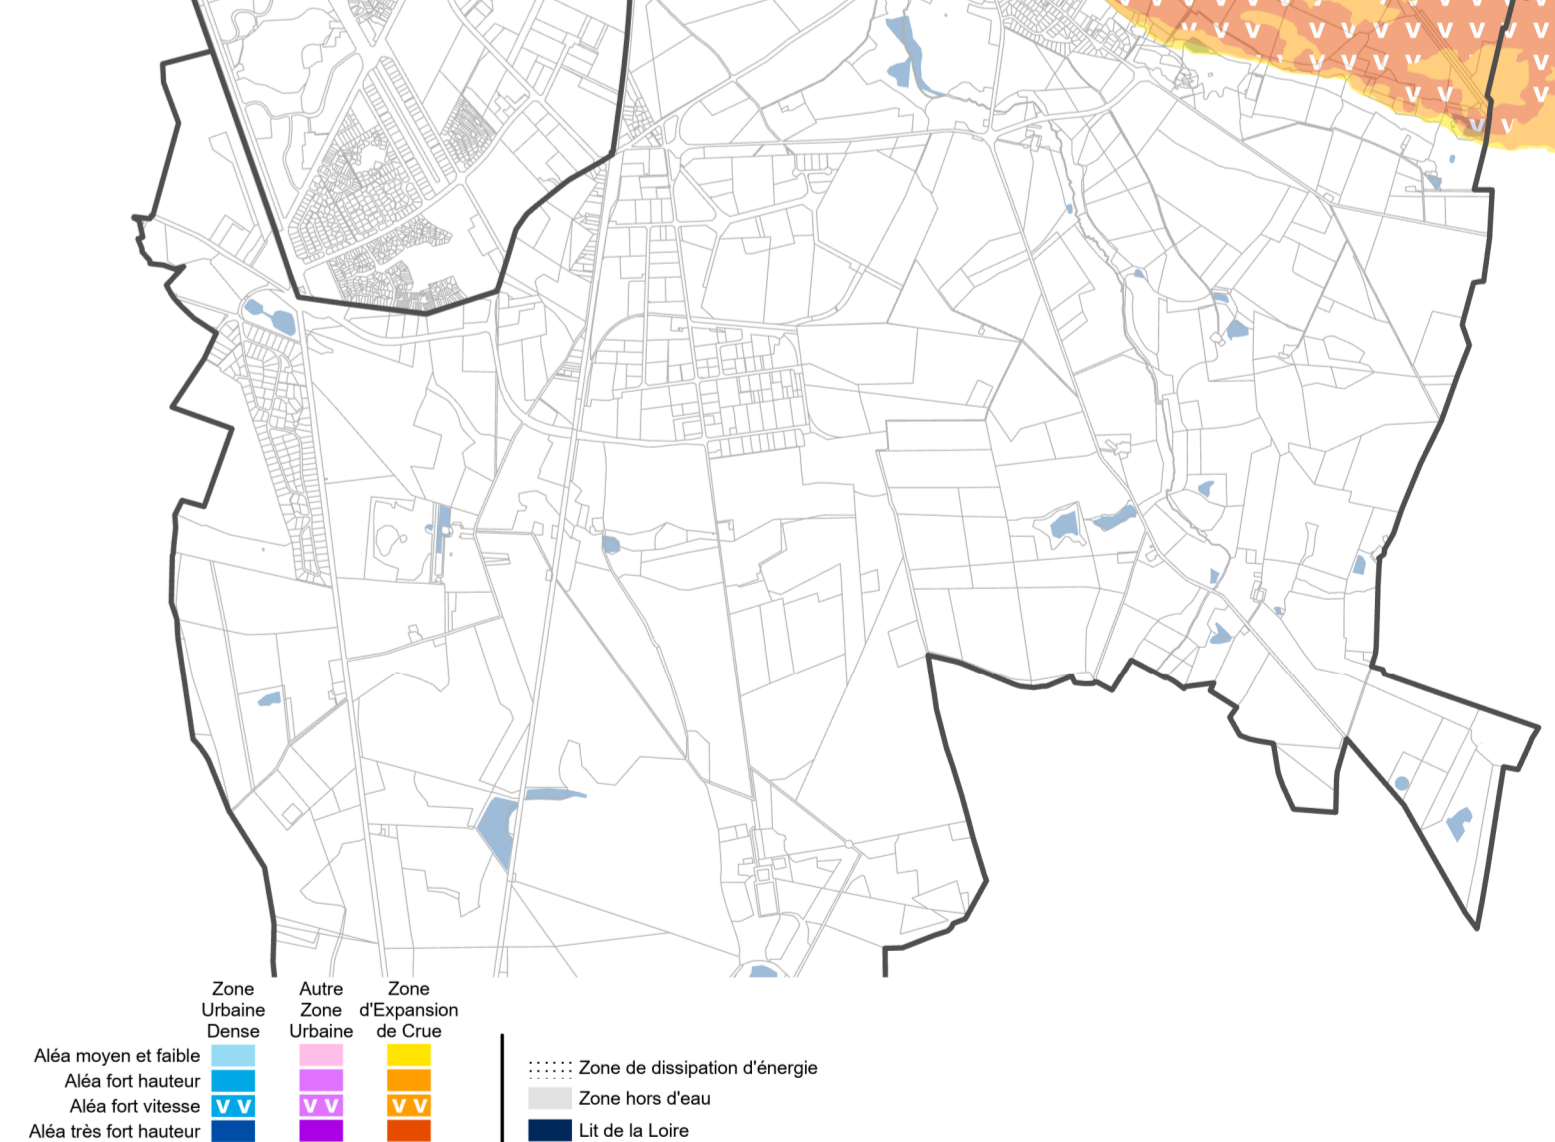 Zone
Urbaine
Dense
Autre
Zone
Urbaine
Zone
d'Expansion
de Crue
Aléa moyen et faible
Aléa fort hauteur
Aléa fort vitesse
V V
V V
V V
Aléa très fort hauteur
Zone de dissipation d'énergie
Zone hors d'eau
Lit de la Loire